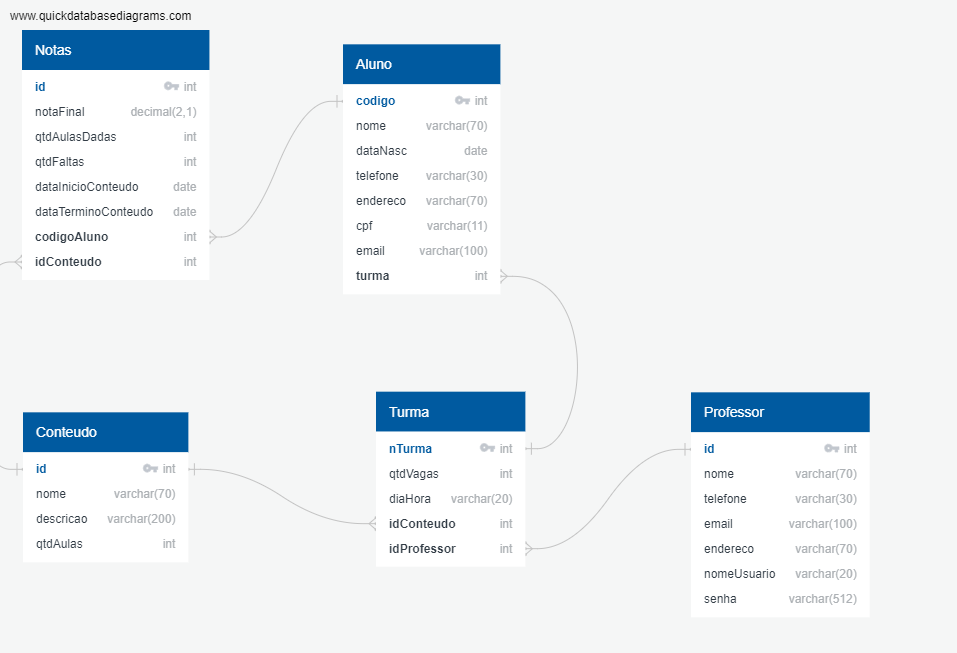 www.quickdatabasediagrams.com
Notas
id int
notaFinal decimal(2,1)
qtdAulasDadas int
qtdFaltas int
dataInicioConteudo date
dataTerminoConteudo date
codigoAluno int
idConteudo int
Aluno
codigo int
nome varchar(70)
dataNasc date
telefone varchar(30)
endereco varchar(70)
cpf varchar(11)
email varchar(100)
turma int
Conteudo
id int
nome varchar(70)
descricao varchar(200)
qtdAulas int
Turma
nTurma int
qtdVagas int
diaHora varchar(20)
idConteudo int
idProfessor int
Professor
id int
nome varchar(70)
telefone varchar(30)
email varchar(100)
endereco varchar(70)
nomeUsuario varchar(20)
senha varchar(512)